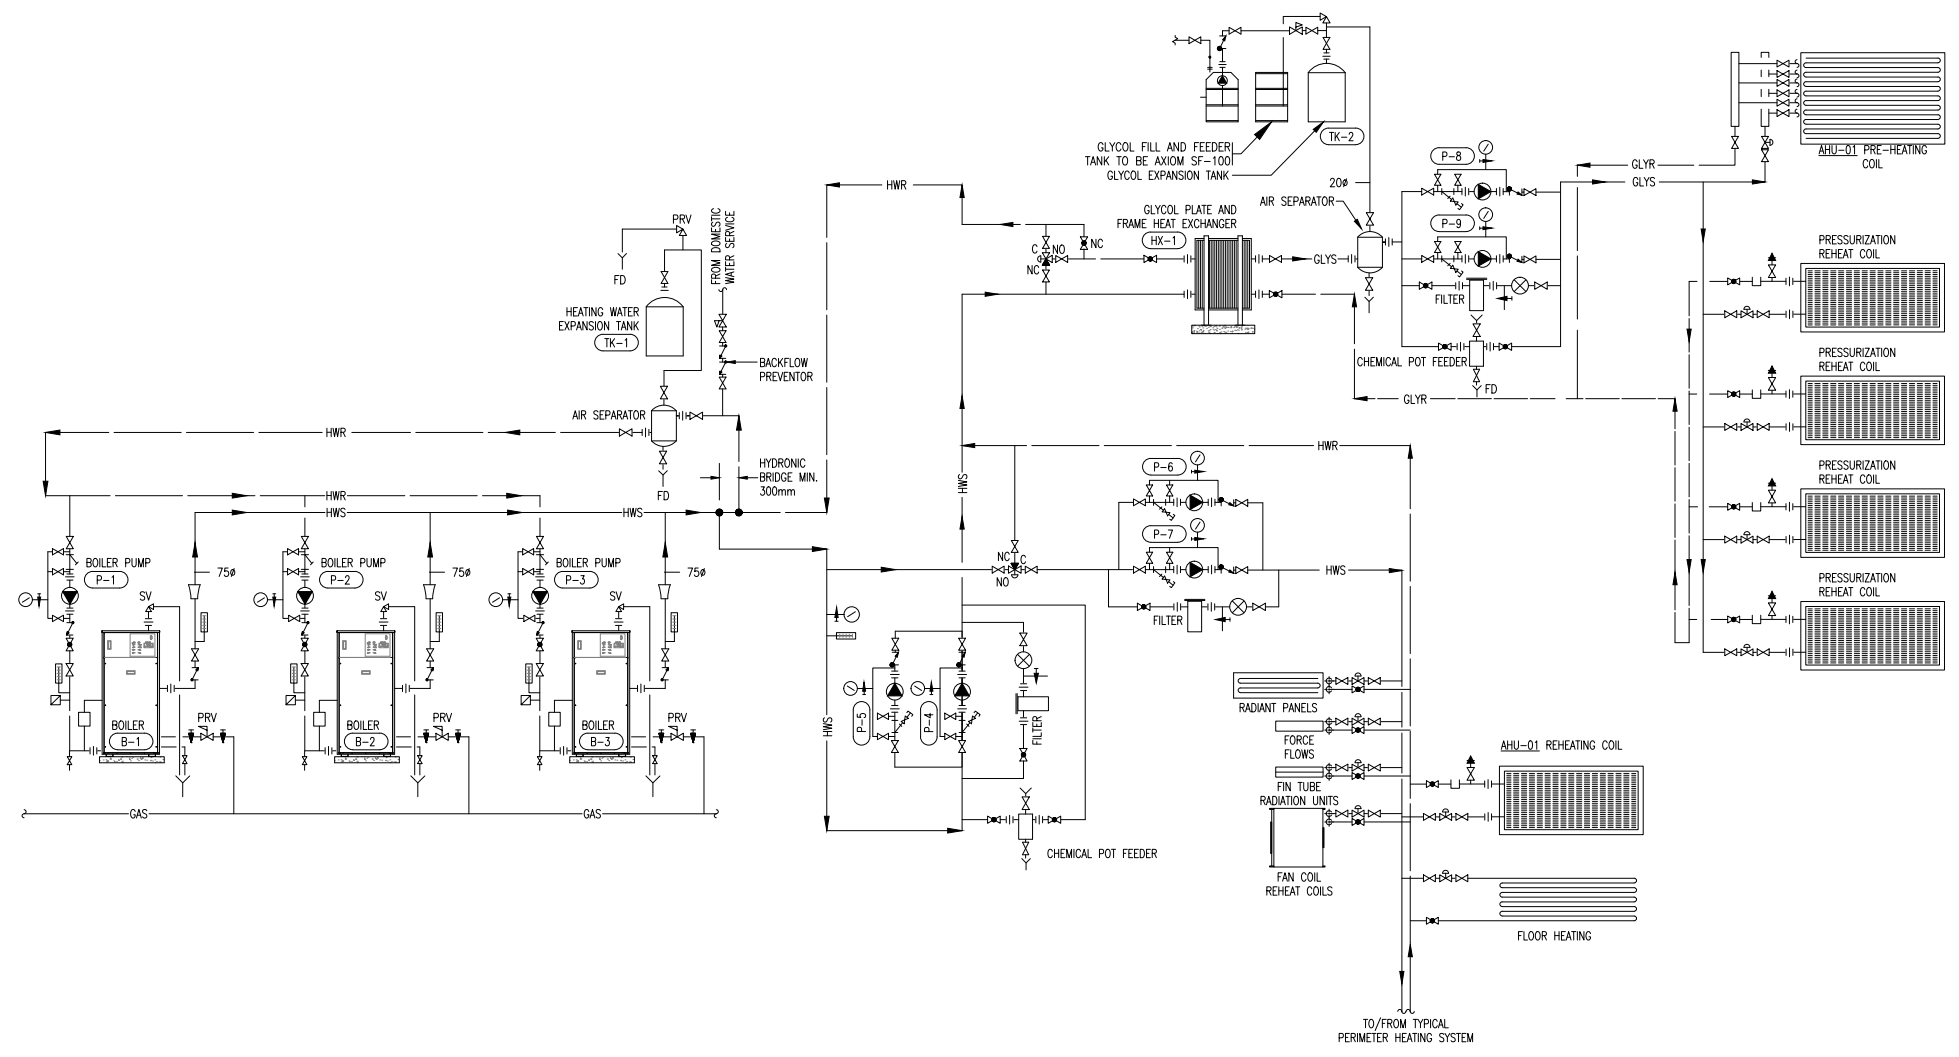 TK-2
GLYCOL FILL AND FEEDER
TANK TO BE AXIOM SF-100
GLYCOL EXPANSION TANK
P-8
GLYR
GLYS
AHU-01 PRE-HEATING
COIL
HWR
20ø
AIR SEPARATOR
GLYCOL PLATE AND
FRAME HEAT EXCHANGER
HX-1
P-9
PRV
FD
FROM DOMESTIC
WATER SERVICE
C
NO
NC
NC
GLYS
FILTER
PRESSURIZATION
REHEAT COIL
HEATING WATER
EXPANSION TANK
TK-1
BACKFLOW
PREVENTOR
CHEMICAL POT FEEDER
FD
GLYR
PRESSURIZATION
REHEAT COIL
AIR SEPARATOR
HWR
FD
HYDRONIC
BRIDGE MIN.
300mm
HWR
HWS
HWS
HWS
HWR
P-6
P-7
PRESSURIZATION
REHEAT COIL
BOILER PUMP
P-1
75ø
SV
BOILER PUMP
P-2
75ø
SV
BOILER PUMP
P-3
75ø
SV
NC
C
NO
HWS
FILTER
PRESSURIZATION
REHEAT COIL
BOILER
B-1
PRV
BOILER
B-2
PRV
BOILER
B-3
PRV
GAS
GAS
HWS
P-5
P-4
FILTER
CHEMICAL POT FEEDER
RADIANT PANELS
FORCE
FLOWS
FIN TUBE
RADIATION UNITS
FAN COIL
REHEAT COILS
AHU-01 REHEATING COIL
FLOOR HEATING
TO/FROM TYPICAL
PERIMETER HEATING SYSTEM